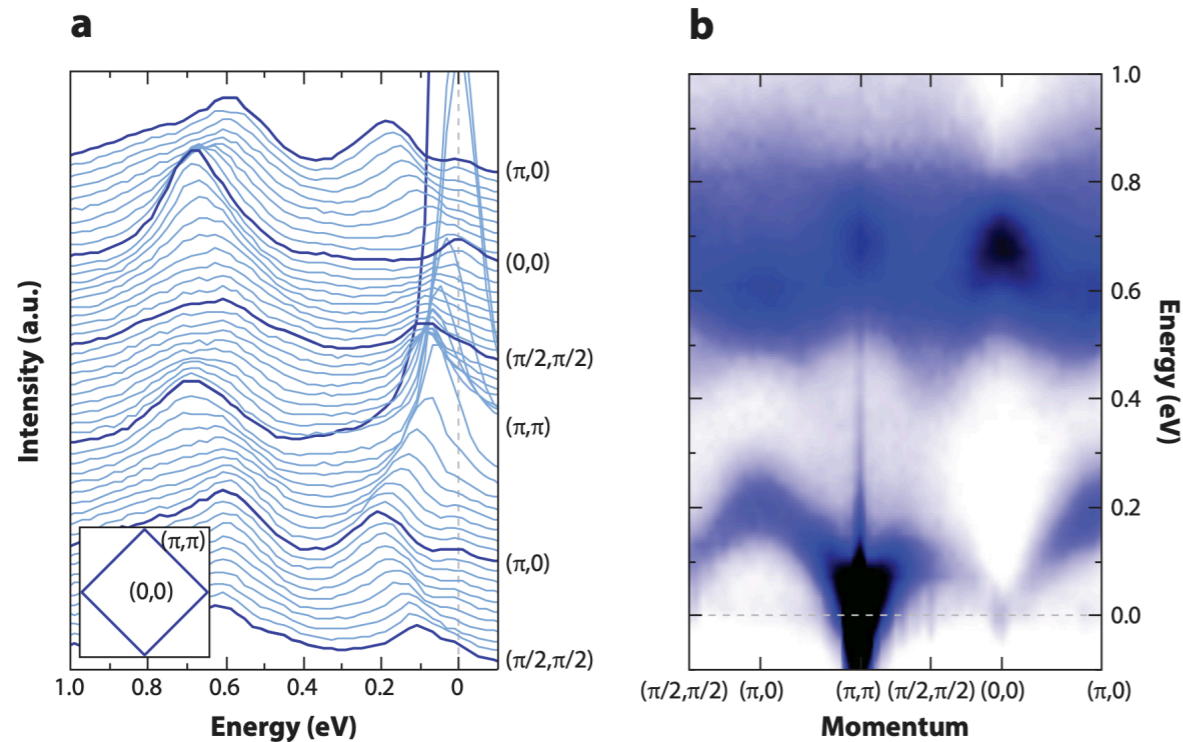 a
b
Intensity (a.u.)
(π,0)
(0,0)
(π/2,π/2)
(π,π)
(π,0)
(π/2,π/2)
(π,π)
(0,0)
1.0 0.8 0.6 0.4 0.2 0
Energy (eV)
1.0
0.8
0.6
0.4
0.2
0.0
Energy (eV)
(π/2,π/2) (π,0) (π,π) (π/2,π/2) (0,0) (π,0)
Momentum